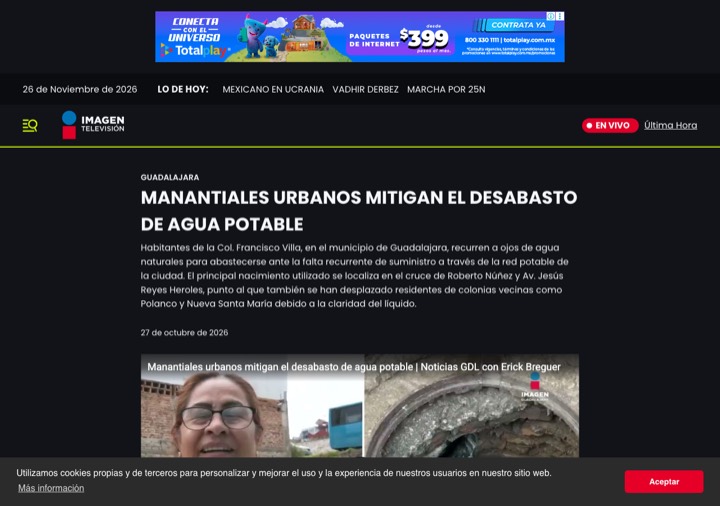 CONECTA
CON EL
UNIVERSO
Totalplay
PAQUETES
DE INTERNET
desde
$399
pesos al mes.
CONTRATA YA
800 330 1111 | totalplay.com.mx
26 de Noviembre de 2026
LO DE HOY:
MEXICANO EN UCRANIA
VADHIR DERBEZ
MARCHA POR 25N
IMAGEN
TELEVISIÓN
EN VIVO
Última Hora
GUADALAJARA
MANANTIALES URBANOS MITIGAN EL DESABASTO
DE AGUA POTABLE
Habitantes de la Col. Francisco Villa, en el municipio de Guadalajara, recurren a ojos de agua
naturales para abastecerse ante la falta recurrente de suministro a través de la red potable de
la ciudad. El principal nacimiento utilizado se localiza en el cruce de Roberto Núñez y Av. Jesús
Reyes Heroles, punto al que también se han desplazado residentes de colonias vecinas como
Polanco y Nueva Santa María debido a la claridad del líquido.
27 de octubre de 2026
Manantiales urbanos mitigan el desabasto de agua potable | Noticias GDL con Erick Breguer
IMAGEN
Utilizamos cookies propias y de terceros para personalizar y mejorar el uso y la experiencia de nuestros usuarios en nuestro sitio web.
Más información
Aceptar